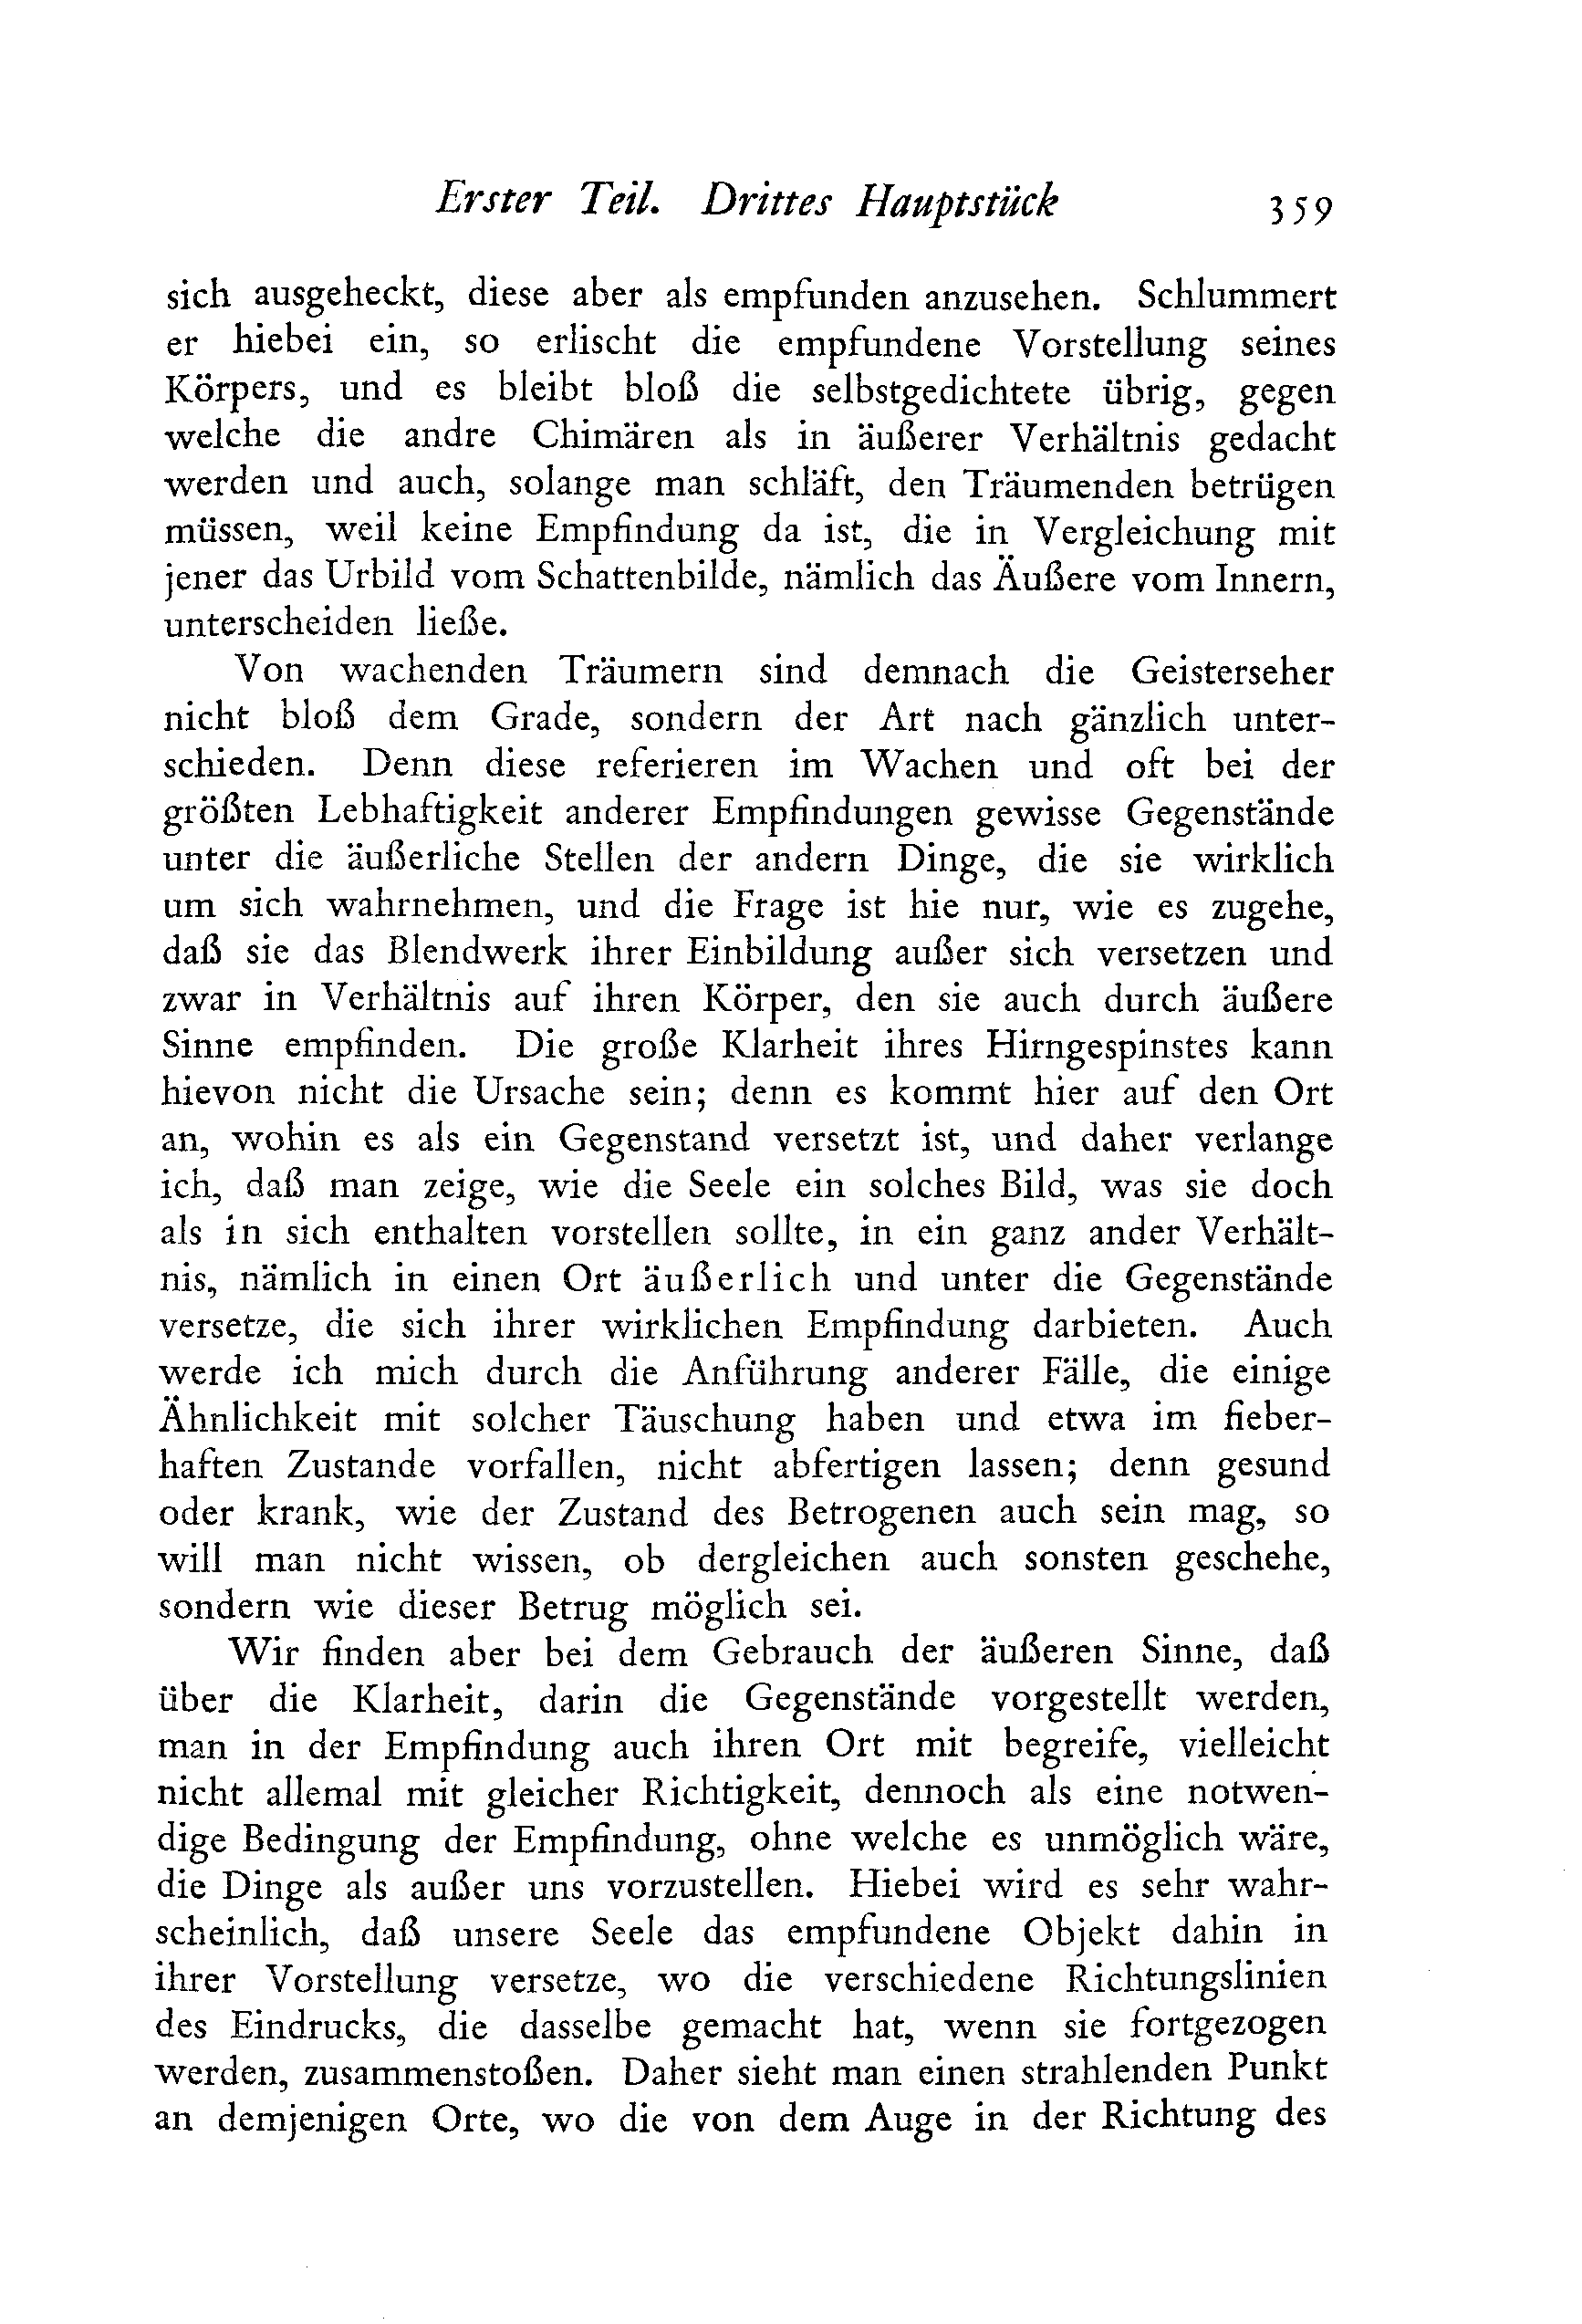 Erster Teil. Drittes Hauptstück 359
sich ausgeheckt, diese aber als empfunden anzusehen. Schlummert
er hiebei ein, so erlischt die empfundene Vorstellung seines
Körpers, und es bleibt bloß die selbstgedichtete übrig, gegen
welche die andre Chimären als in äußerer Verhältnis gedacht
werden und auch, solange man schläft, den Träumenden betrügen
müssen, weil keine Empfindung da ist, die in Vergleichung mit
jener das Urbild vom Schattenbilde, nämlich das Äußere vom Innern,
unterscheiden ließe.
Von wachenden Träumern sind demnach die Geisterseher
nicht bloß dem Grade, sondern der Art nach gänzlich unter-
schieden. Denn diese referieren im Wachen und oft bei der
größten Lebhaftigkeit anderer Empfindungen gewisse Gegenstände
unter die äußerliche Stellen der andern Dinge, die sie wirklich
um sich wahrnehmen, und die Frage ist hie nur, wie es zugehe,
daß sie das Blendwerk ihrer Einbildung außer sich versetzen und
zwar in Verhältnis auf ihren Körper, den sie auch durch äußere
Sinne empfinden. Die große Klarheit ihres Hirngespinstes kann
hievon nicht die Ursache sein; denn es kommt hier auf den Ort
an, wohin es als ein Gegenstand versetzt ist, und daher verlange
ich, daß man zeige, wie die Seele ein solches Bild, was sie doch
als in sich enthalten vorstellen sollte, in ein ganz ander Verhält-
nis, nämlich in einen Ort äußerlich und unter die Gegenstände
versetze, die sich ihrer wirklichen Empfindung darbieten. Auch
werde ich mich durch die Anführung anderer Fälle, die einige
Ähnlichkeit mit solcher Täuschung haben und etwa im fieber-
haften Zustande vorfallen, nicht abfertigen lassen; denn gesund
oder krank, wie der Zustand des Betrogenen auch sein mag, so
will man nicht wissen, ob dergleichen auch sonsten geschehe,
sondern wie dieser Betrug möglich sei.
Wir finden aber bei dem Gebrauch der äußeren Sinne, daß
über die Klarheit, darin die Gegenstände vorgestellt werden,
man in der Empfindung auch ihren Ort mit begreife, vielleicht
nicht allemal mit gleicher Richtigkeit, dennoch als eine notwen-
dige Bedingung der Empfindung, ohne welche es unmöglich wäre,
die Dinge als außer uns vorzustellen. Hiebei wird es sehr wahr-
scheinlich, daß unsere Seele das empfundene Objekt dahin in
ihrer Vorstellung versetze, wo die verschiedene Richtungslinien
des Eindrucks, die dasselbe gemacht hat, wenn sie fortgezogen
werden, zusammenstoßen. Daher sieht man einen strahlenden Punkt
an demjenigen Orte, wo die von dem Auge in der Richtung des